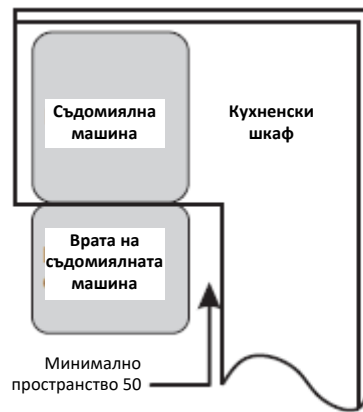 Съдомиялна
машина
Кухненски
шкаф
Врата на
съдомиялната
машина
Минимално
пространство 50